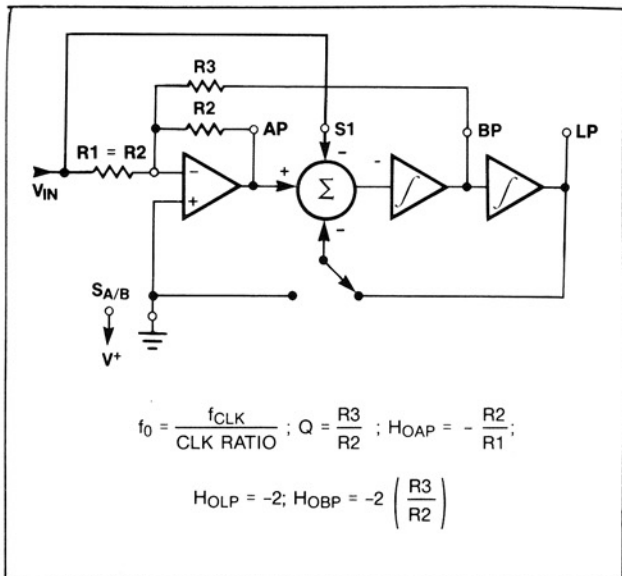 R3
R2
AP
S1
BP
LP
R1 = R2
VIN
−
+
+
Σ
−
−
-
∫
∫
SA/B
V+
f0 = fCLK / CLK RATIO ; Q = R3 / R2 ; HOAP = - R2 / R1;
HOLP = -2; HOBP = -2 ( R3 / R2 )